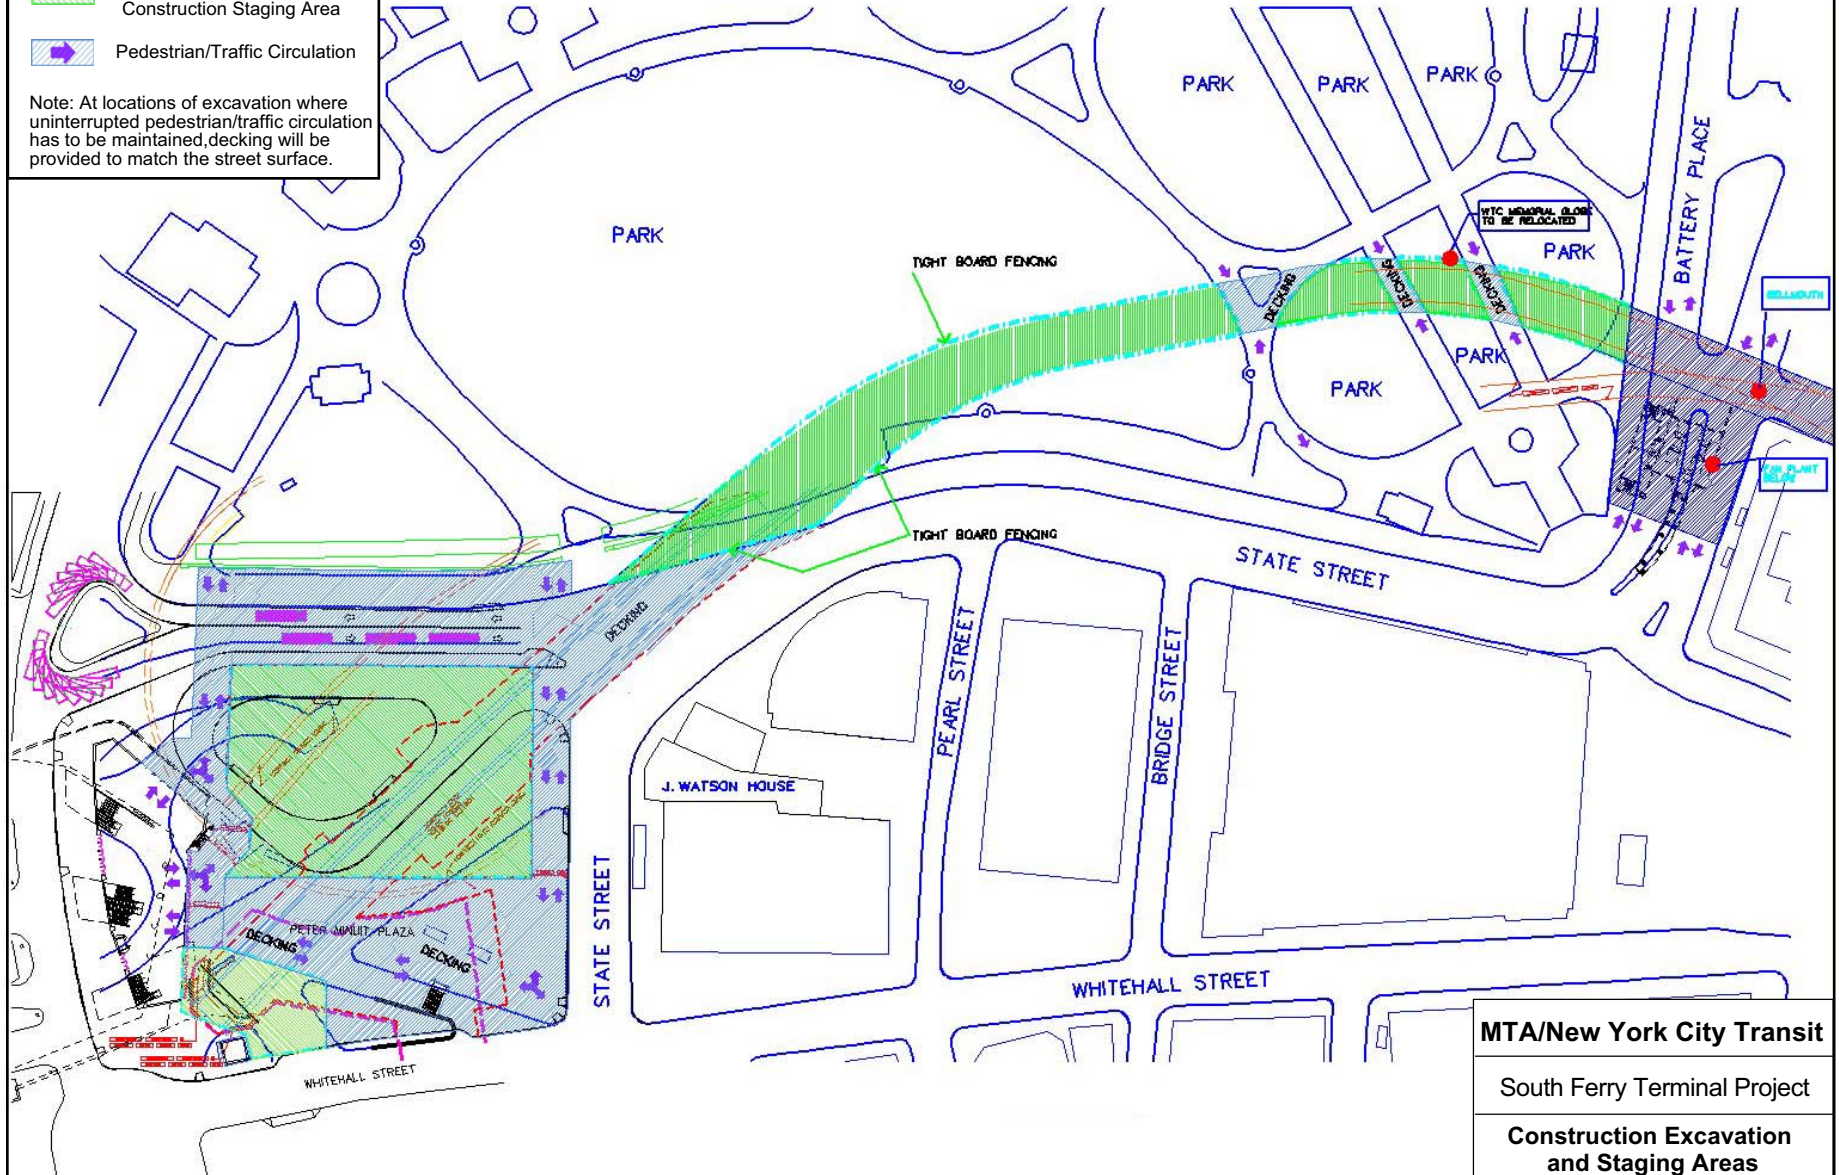 Construction Staging Area
Pedestrian/Traffic Circulation
Note: At locations of excavation where
uninterrupted pedestrian/traffic circulation
has to be maintained,decking will be
provided to match the street surface.
PARK
PARK
PARK
PARK
WTC MEMORIAL GLOBE
TO BE RELOCATED
PARK
BATTERY PLACE
TIGHT BOARD FENCING
DECKING
DECKING
DECKING
BELLMOUTH
PARK
PARK
FAN PLANT
BELOW
TIGHT BOARD FENCING
STATE STREET
DECKING
PEARL STREET
BRIDGE STREET
J.WATSON HOUSE
STATE STREET
PETER MINUIT PLAZA
DECKING
DECKING
WHITEHALL STREET
WHITEHALL STREET
MTA/New York City Transit
South Ferry Terminal Project
Construction Excavation
and Staging Areas